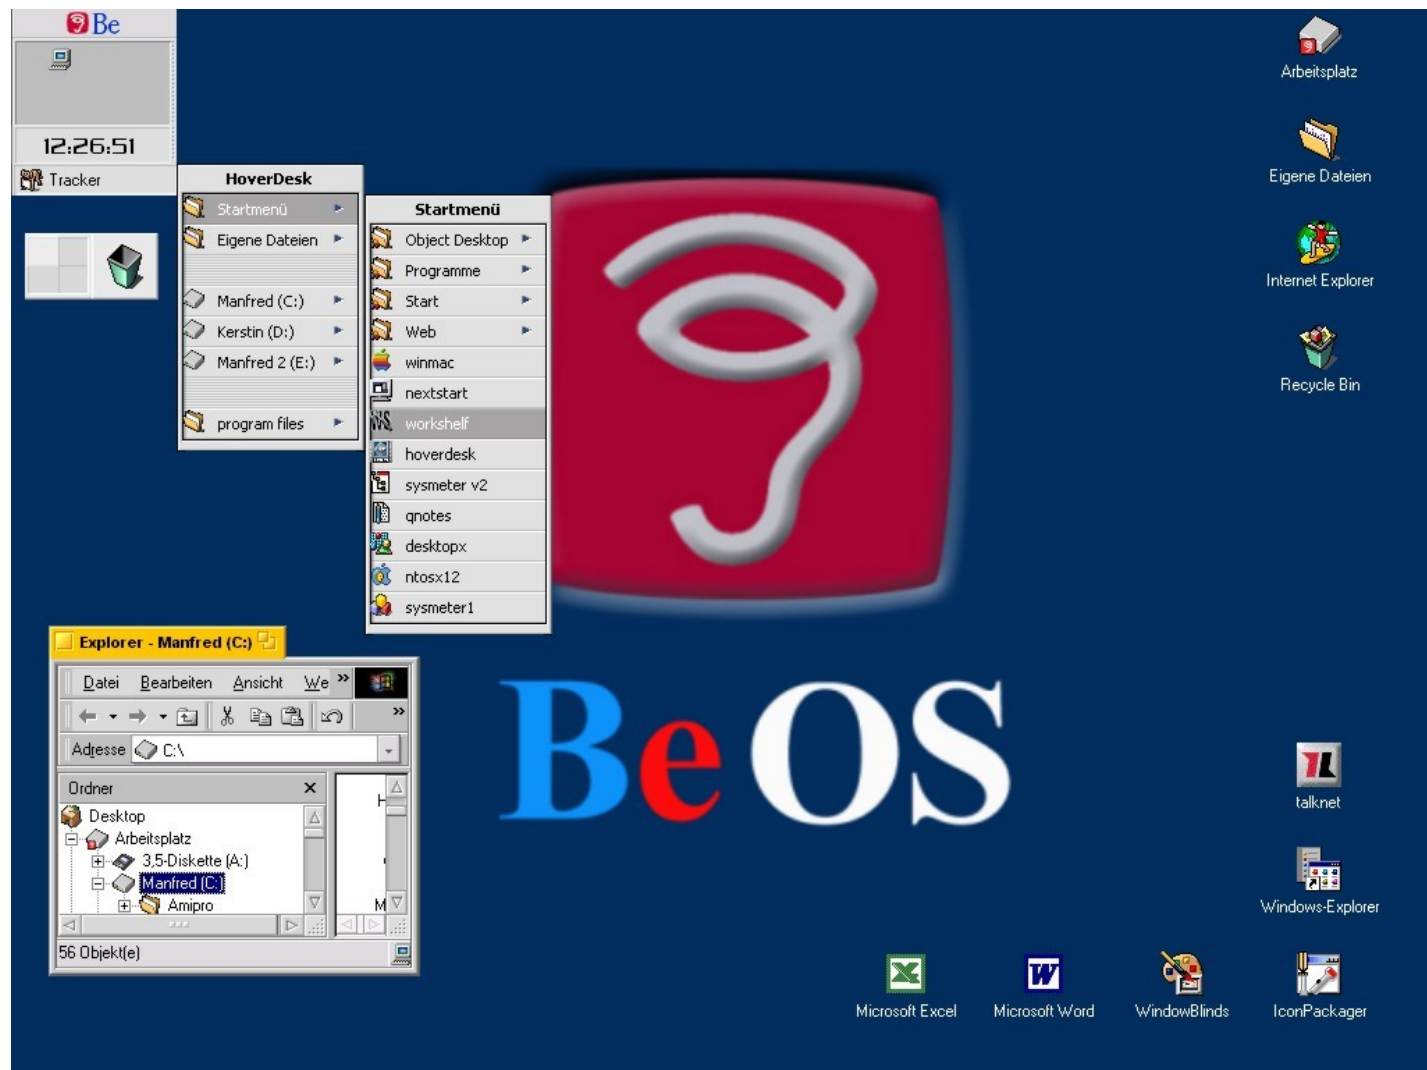 Be
12:26:51
Tracker
HoverDesk
Startmenü
Eigene Dateien
Manfred (C:)
Kerstin (D:)
Manfred 2 (E:)
program files
Startmenü
Object Desktop
Programme
Start
Web
winmac
nextstart
workshelf
hoverdesk
sysmeter v2
qnotes
desktopx
ntosx12
sysmeter1
Arbeitsplatz
Eigene Dateien
Internet Explorer
Recycle Bin
Explorer - Manfred (C:)
Datei Bearbeiten Ansicht We »
»
Adresse C:\
Ordner
Desktop
Arbeitsplatz
3,5-Diskette (A:)
Manfred (C:)
Amipro
H
M
56 Objekt(e)
BeOS
talknet
Windows-Explorer
Microsoft Excel
Microsoft Word
WindowBlinds
IconPackager